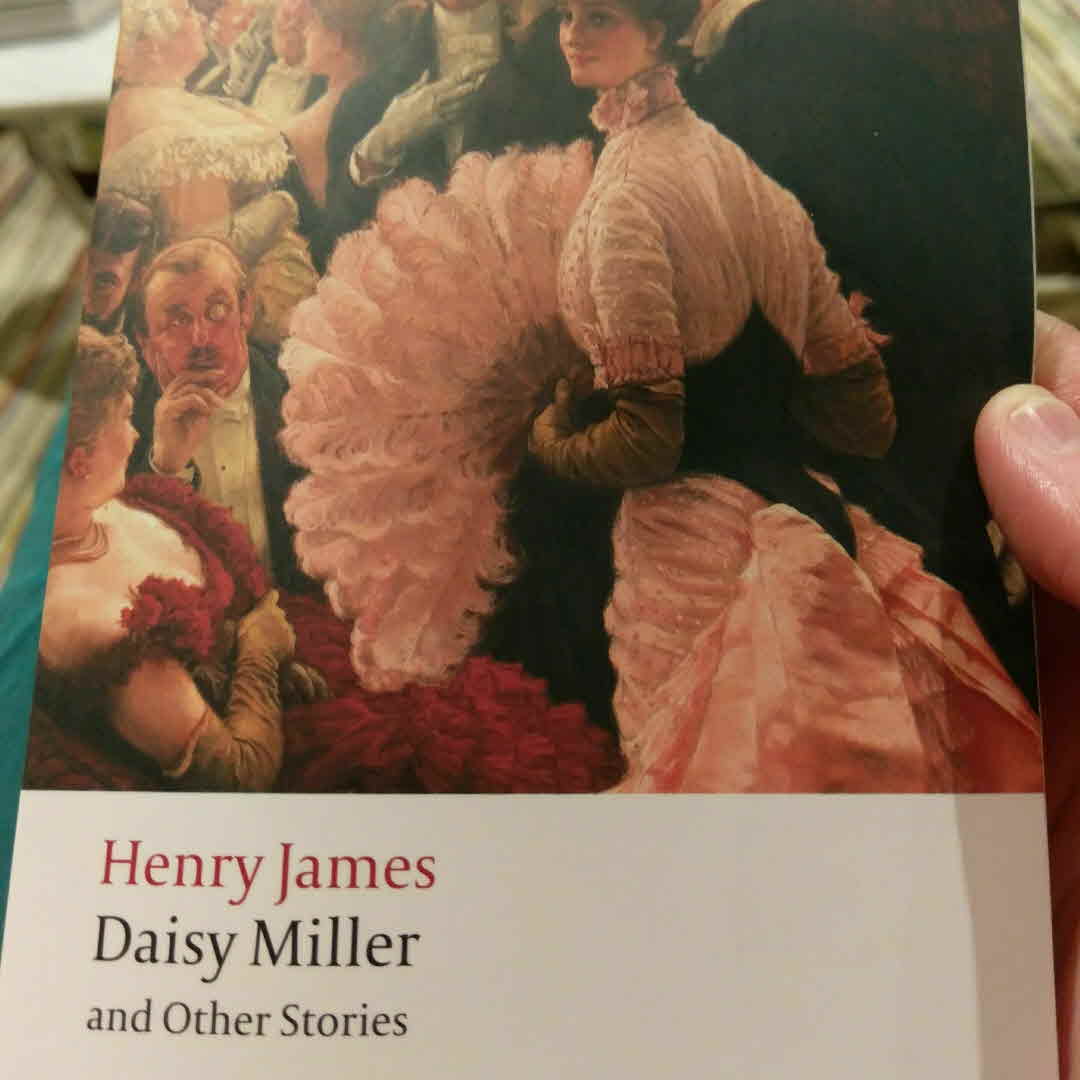 Henry James
Daisy Miller
and Other Stories